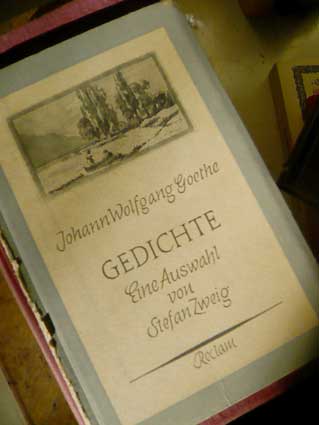 Johann Wolfgang Goethe
GEDICHTE
Eine Auswahl
von
Stefan Zweig
Reclam